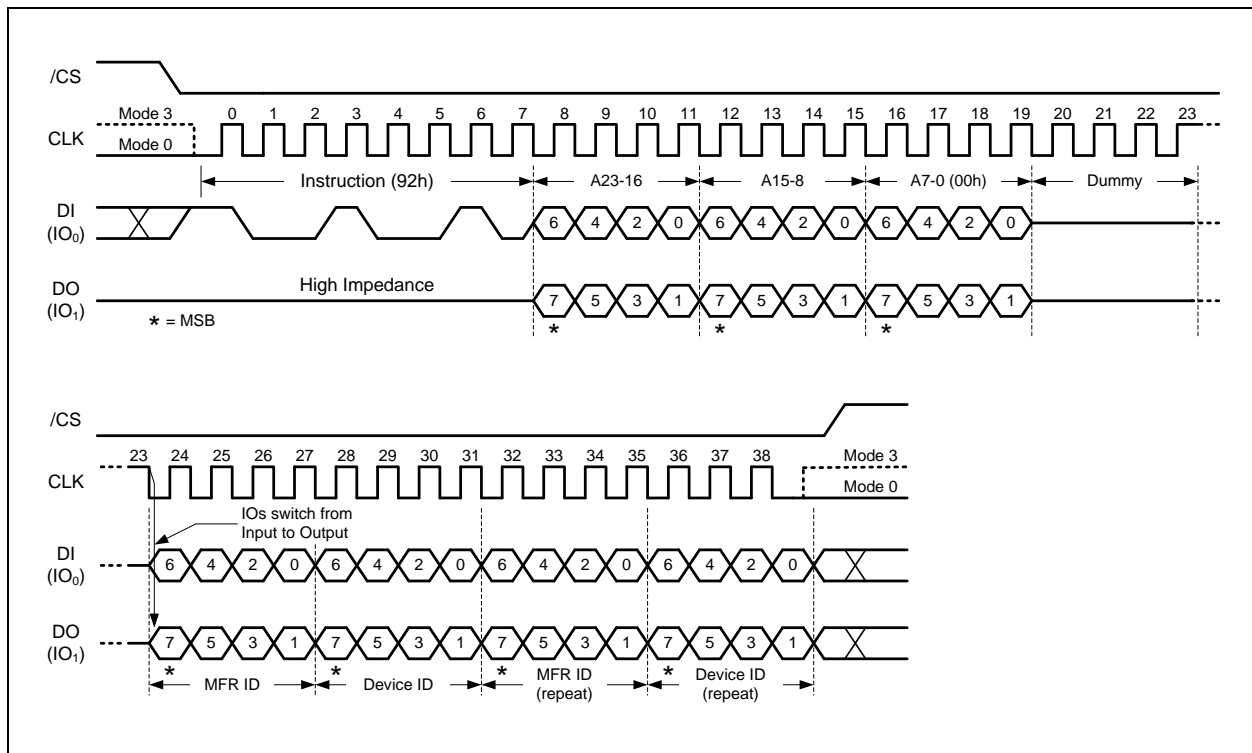 /CS
Mode 3 0 1 2 3 4 5 6 7 8 9 10 11 12 13 14 15 16 17 18 19 20 21 22 23
CLK
Mode 0
Instruction (92h) A23-16 A15-8 A7-0 (00h) Dummy
DI
(IO0)
6 4 2 0 6 4 2 0 6 4 2 0
High Impedance
DO
(IO1)
7 5 3 1 7 5 3 1 7 5 3 1
* = MSB * * *
/CS
23 24 25 26 27 28 29 30 31 32 33 34 35 36 37 38 Mode 3
CLK
Mode 0
IOs switch from
Input to Output
DI
(IO0)
6 4 2 0 6 4 2 0 6 4 2 0 6 4 2 0
DO
(IO1)
7 5 3 1 7 5 3 1 7 5 3 1 7 5 3 1
* * * *
MFR ID Device ID MFR ID
(repeat)
Device ID
(repeat)